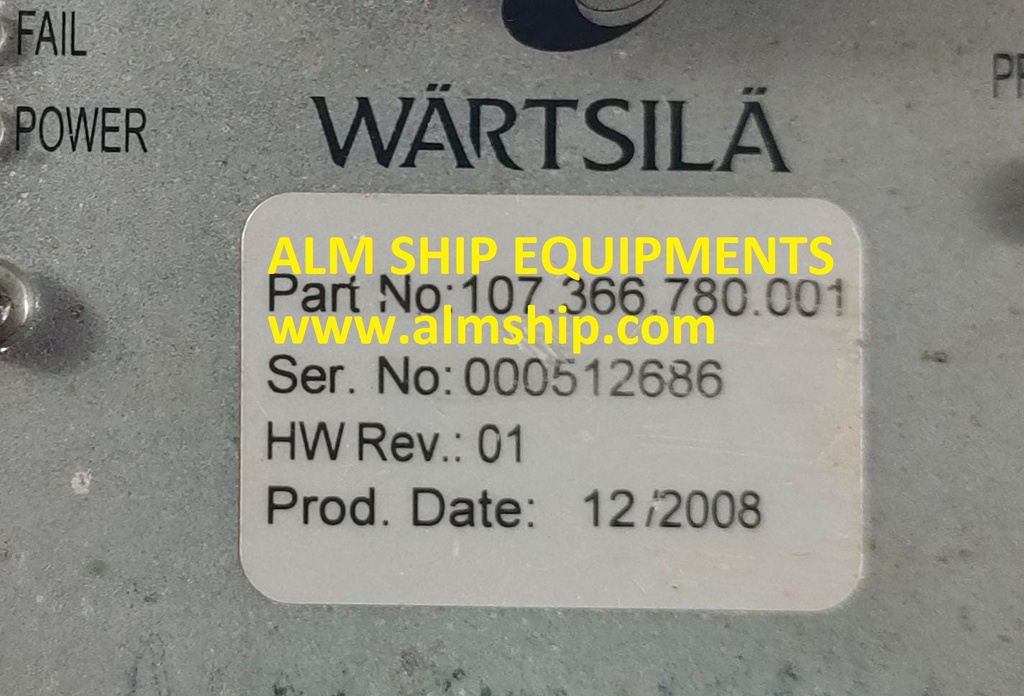 FAIL
POWER
PR
WÄRTSILÄ
ALM SHIP EQUIPMENTS
Part No:107.366.780.001
www.almship.com
Ser. No: 000512686
HW Rev.: 01
Prod. Date: 12/2008